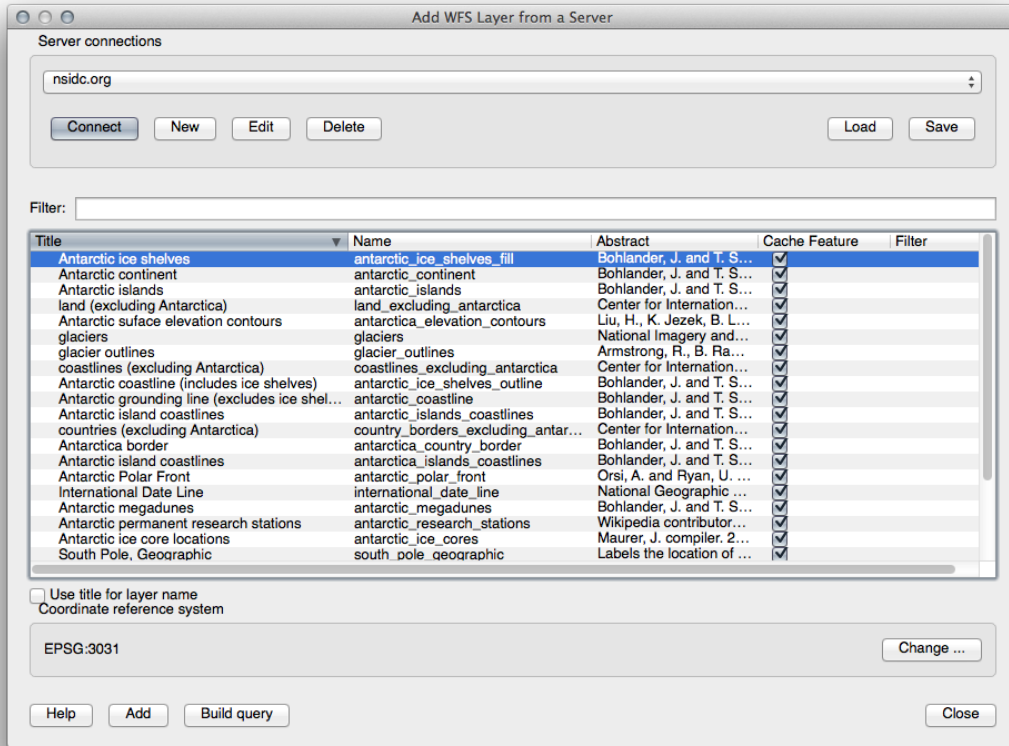 Add WFS Layer from a Server
Server connections
nsidc.org
Connect New Edit Delete Load Save
Filter:
Title Name Abstract Cache Feature Filter
Antarctic ice shelves antarctic_ice_shelves_fill Bohlander, J. and T. S...
Antarctic continent antarctic_continent Bohlander, J. and T. S...
Antarctic islands antarctic_islands Bohlander, J. and T. S...
land (excluding Antarctica) land_excluding_antarctica Center for Internation...
Antarctic suface elevation contours antarctica_elevation_contours Liu, H., K. Jezek, B. L...
glaciers glaciers National Imagery and...
glacier outlines glacier_outlines Armstrong, R., B. Ra...
coastlines (excluding Antarctica) coastlines_excluding_antarctica Center for Internation...
Antarctic coastline (includes ice shelves) antarctic_ice_shelves_outline Bohlander, J. and T. S...
Antarctic grounding line (excludes ice shel... antarctic_coastline Bohlander, J. and T. S...
Antarctic island coastlines antarctic_islands_coastlines Bohlander, J. and T. S...
countries (excluding Antarctica) country_borders_excluding_antar... Center for Internation...
Antarctica border antarctica_country_border Bohlander, J. and T. S...
Antarctic island coastlines antarctica_islands_coastlines Bohlander, J. and T. S...
Antarctic Polar Front antarctic_polar_front Orsi, A. and Ryan, U. ...
International Date Line international_date_line National Geographic ...
Antarctic megadunes antarctic_megadunes Bohlander, J. and T. S...
Antarctic permanent research stations antarctic_research_stations Wikipedia contributor...
Antarctic ice core locations antarctic_ice_cores Maurer, J. compiler. 2...
South Pole, Geographic south_pole_geographic Labels the location of ...
Use title for layer name
Coordinate reference system
EPSG:3031 Change ...
Help Add Build query Close